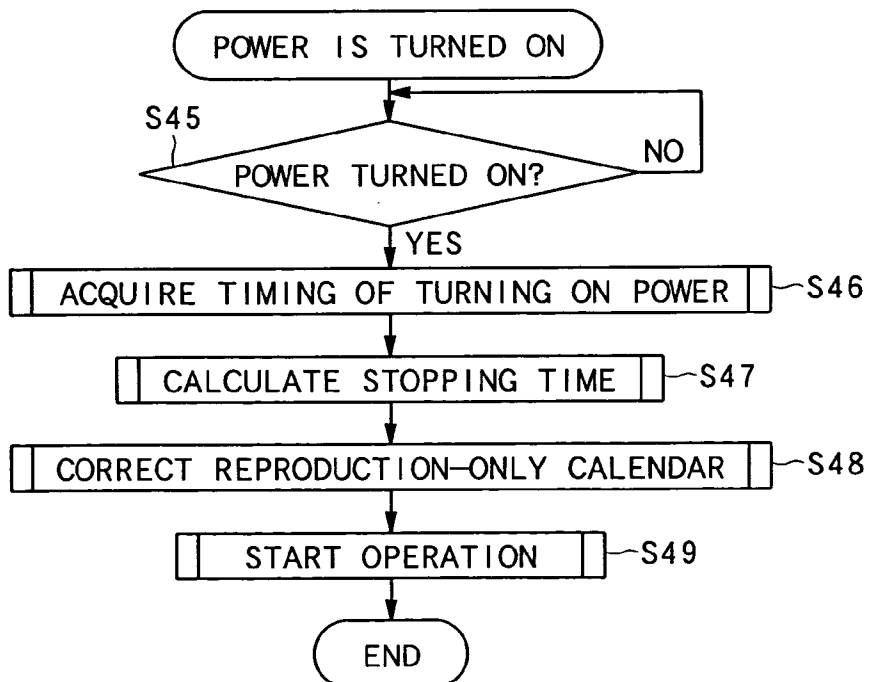 POWER IS TURNED ON
S45
POWER TURNED ON?
NO
YES
ACQUIRE TIMING OF TURNING ON POWER
S46
CALCULATE STOPPING TIME
S47
CORRECT REPRODUCTION-ONLY CALENDAR
S48
START OPERATION
S49
END